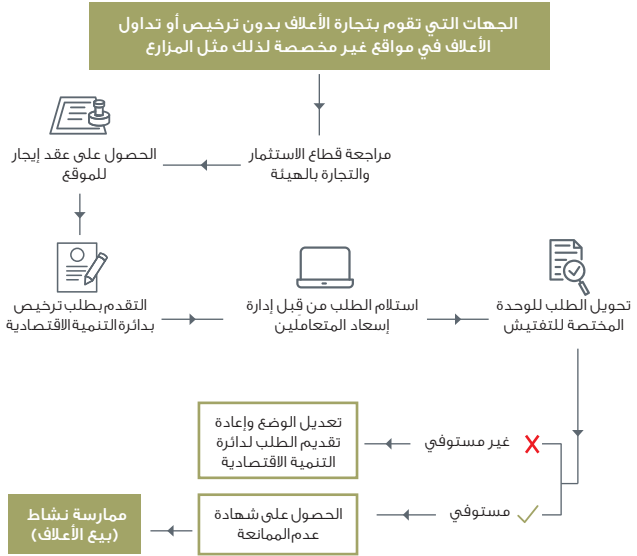 الجهات التي تقوم بتجارة الأعلاف بدون ترخيص أو تداول
الأعلاف في مواقع غير مخصصة لذلك مثل المزارع
مراجعة قطاع الاستثمار
والتجارة بالهيئة
الحصول على عقد إيجار
للموقع
التقدم بطلب ترخيص
بدائرة التنمية الاقتصادية
استلام الطلب من قِبل إدارة
إسعاد المتعاملين
تحويل الطلب للوحدة
المختصة للتفتيش
غير مستوفي
تعديل الوضع وإعادة
تقديم الطلب لدائرة
التنمية الاقتصادية
مستوفي
الحصول على شهادة
عدم الممانعة
ممارسة نشاط
(بيع الأعلاف)